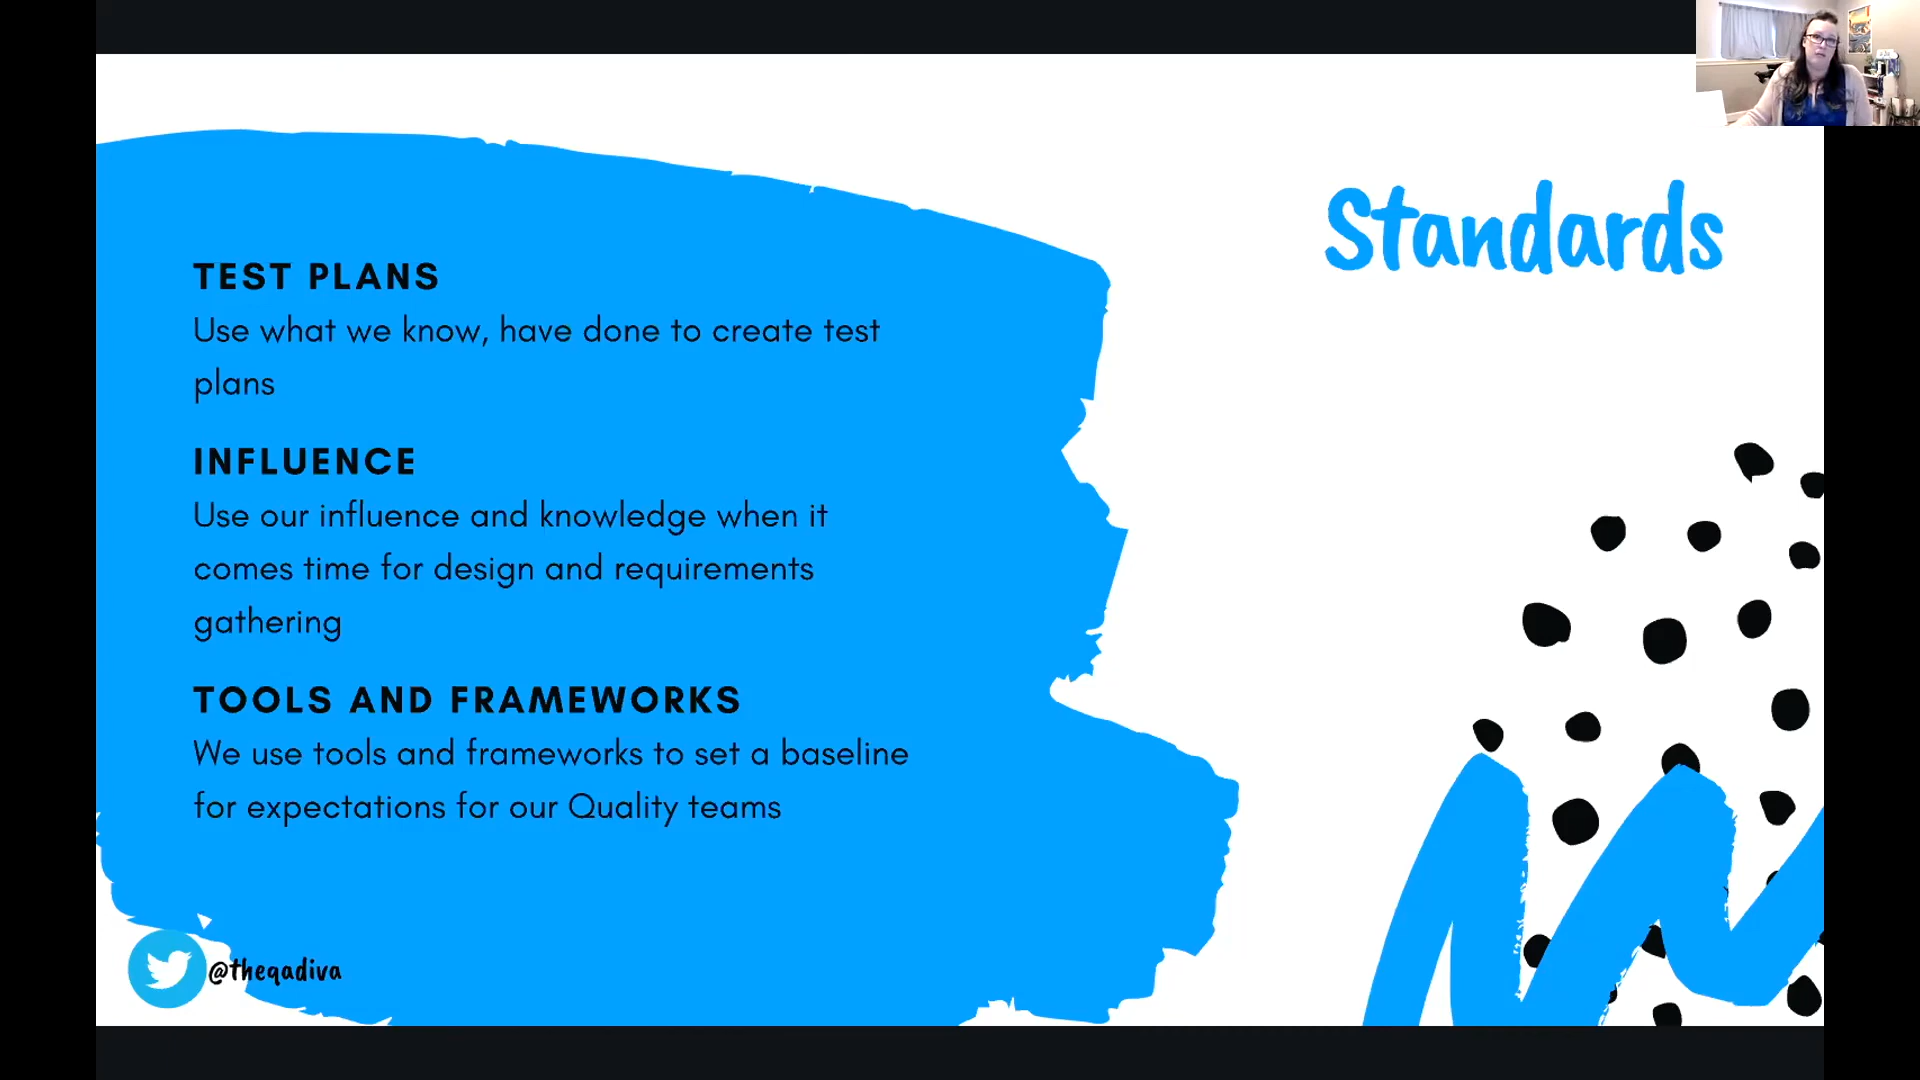 Standards
TEST PLANS
Use what we know, have done to create test
plans
INFLUENCE
Use our influence and knowledge when it
comes time for design and requirements
gathering
TOOLS AND FRAMEWORKS
We use tools and frameworks to set a baseline
for expectations for our Quality teams
@theqadiva